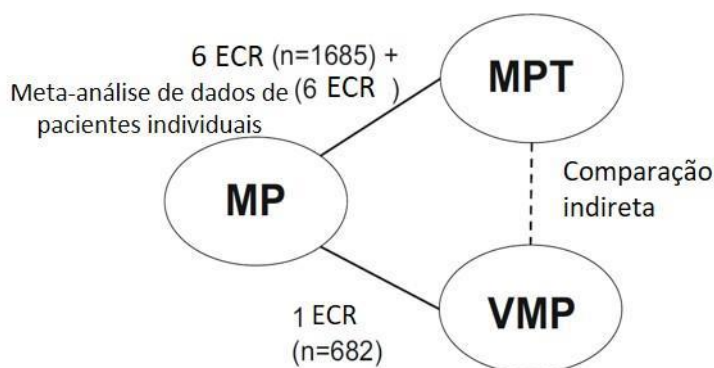 6 ECR (n=1685) +
Meta-análise de dados de (6 ECR )
pacientes individuais
MPT
MP
Comparação
indireta
1 ECR
(n=682)
VMP